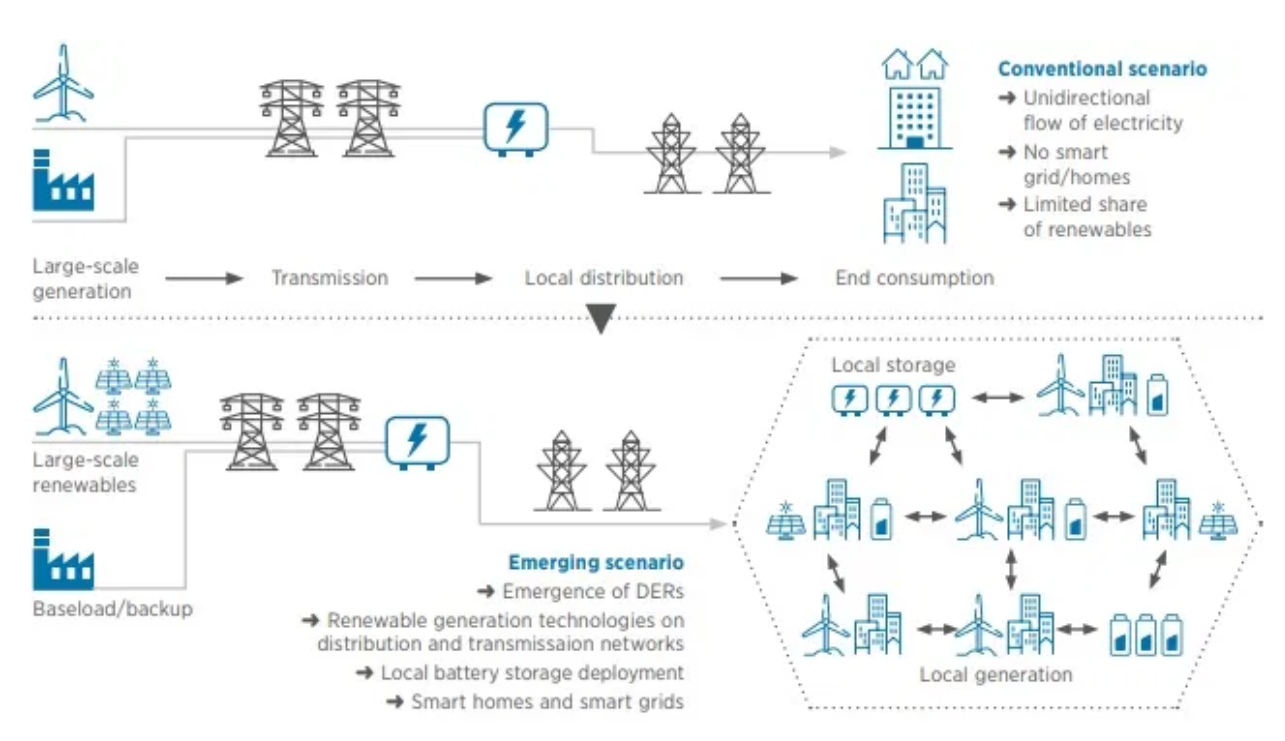 Conventional scenario
➔ Unidirectional
flow of electricity
➔ No smart
grid/homes
➔ Limited share
of renewables
Large-scale
generation
Transmission
Local distribution
End consumption
Local storage
Large-scale
renewables
Baseload/backup
Emerging scenario
➔ Emergence of DERs
➔ Renewable generation technologies on
distribution and transmissaion networks
➔ Local battery storage deployment
➔ Smart homes and smart grids
Local generation